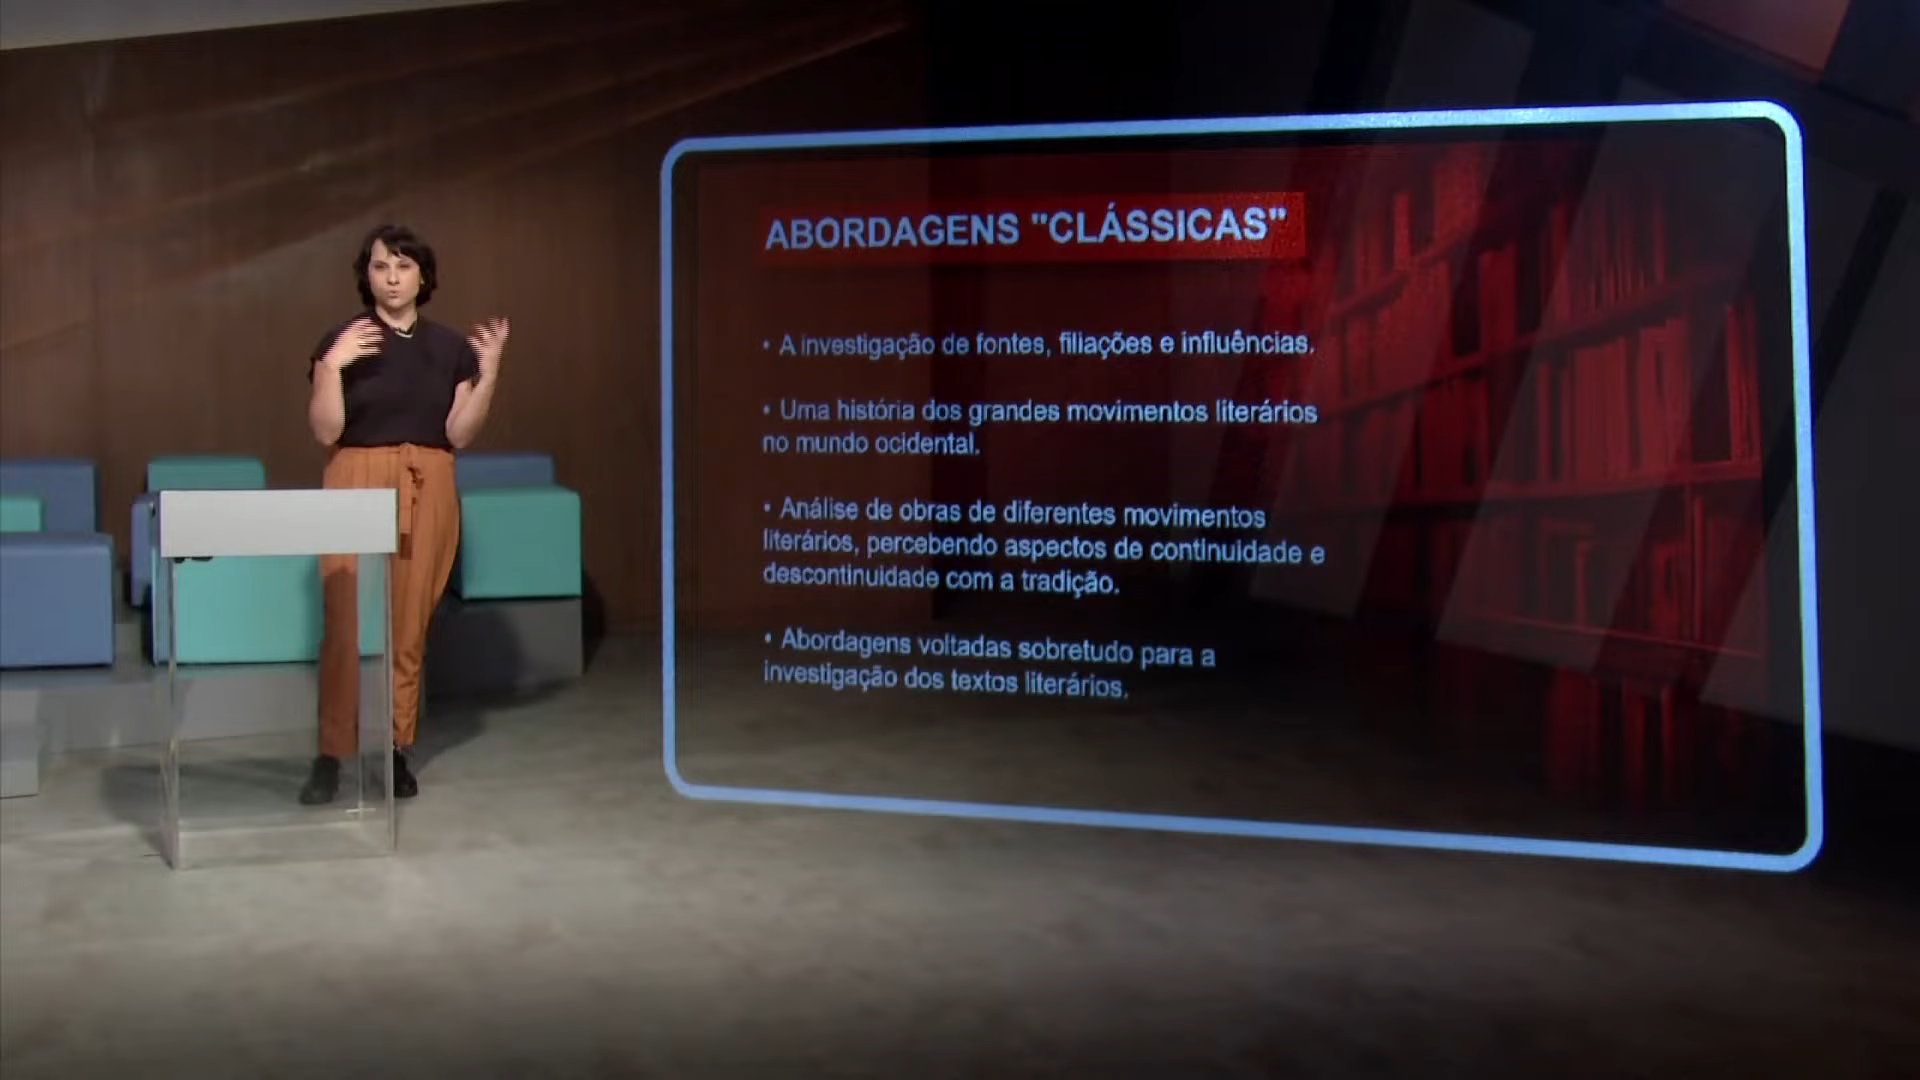 ABORDAGENS "CLÁSSICAS"
• A investigação de fontes, filiações e influências.
• Uma história dos grandes movimentos literários
no mundo ocidental.
• Análise de obras de diferentes movimentos
literários, percebendo aspectos de continuidade e
descontinuidade com a tradição.
• Abordagens voltadas sobretudo para a
investigação dos textos literários.